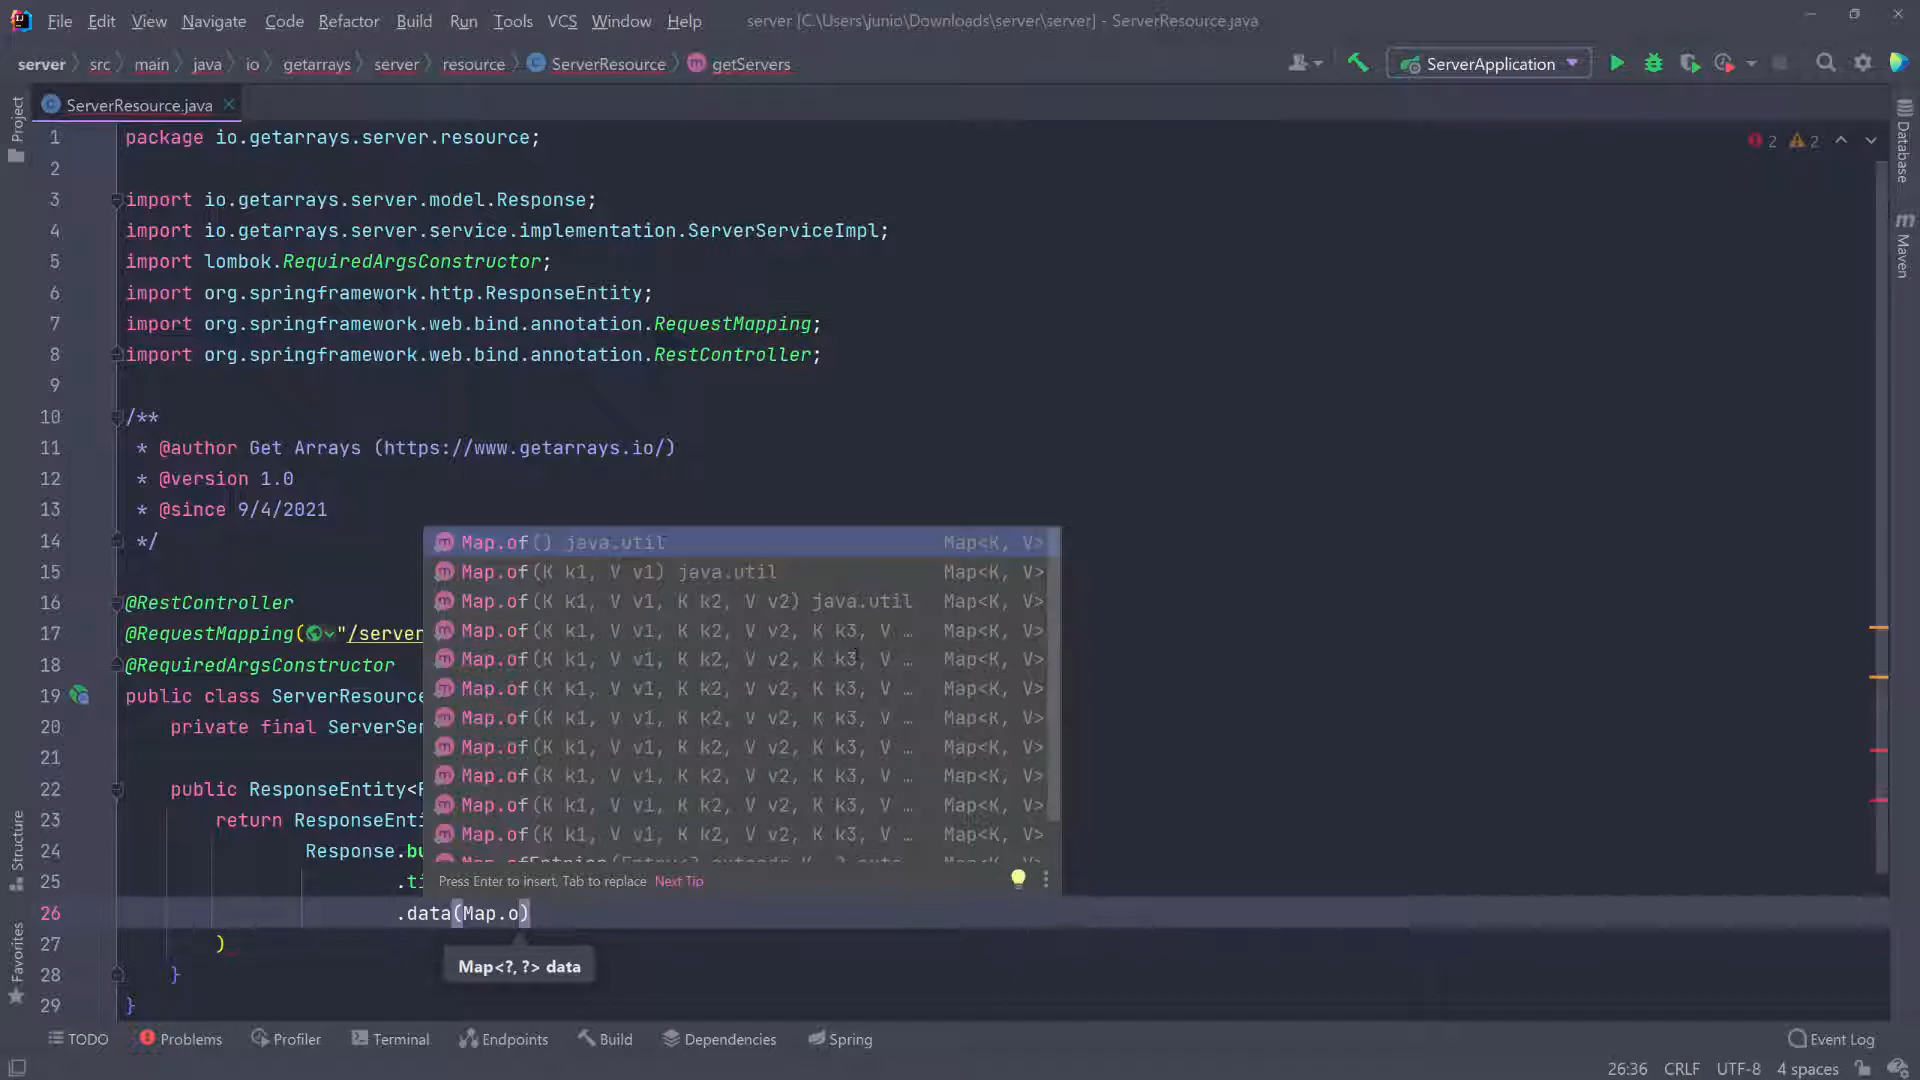 File Edit View Navigate Code Refactor Build Run Tools VCS Window Help server [C:\Users\junio\Downloads\server\server] - ServerResource.java
server src main java io getarrays server resource ServerResource getServers ServerApplication
ServerResource.java
Project
Database
Maven
Structure
Favorites
2 2
1 package io.getarrays.server.resource;
2
3 import io.getarrays.server.model.Response;
4 import io.getarrays.server.service.implementation.ServerServiceImpl;
5 import lombok.RequiredArgsConstructor;
6 import org.springframework.http.ResponseEntity;
7 import org.springframework.web.bind.annotation.RequestMapping;
8 import org.springframework.web.bind.annotation.RestController;
9
10 /**
11 * @author Get Arrays (https://www.getarrays.io/)
12 * @version 1.0
13 * @since 9/4/2021
14 */
15
16 @RestController
17 @RequestMapping("/server
18 @RequiredArgsConstructor
19 public class ServerResource
20 private final ServerSer
21
22 public ResponseEntity<
23 return ResponseEnti
24 Response.bu
25 .ti
26 .data(Map.o)
27 )
28 }
29 }
Map.of() java.util Map<K, V>
Map.of(K k1, V v1) java.util Map<K, V>
Map.of(K k1, V v1, K k2, V v2) java.util Map<K, V>
Map.of(K k1, V v1, K k2, V v2, K k3, V … Map<K, V>
Map.of(K k1, V v1, K k2, V v2, K k3, V … Map<K, V>
Map.of(K k1, V v1, K k2, V v2, K k3, V … Map<K, V>
Map.of(K k1, V v1, K k2, V v2, K k3, V … Map<K, V>
Map.of(K k1, V v1, K k2, V v2, K k3, V … Map<K, V>
Map.of(K k1, V v1, K k2, V v2, K k3, V … Map<K, V>
Map.of(K k1, V v1, K k2, V v2, K k3, V … Map<K, V>
Map.of(K k1, V v1, K k2, V v2, K k3, V … Map<K, V>
Press Enter to insert, Tab to replace Next Tip
Map<?, ?> data
TODO Problems Profiler Terminal Endpoints Build Dependencies Spring Event Log
26:36 CRLF UTF-8 4 spaces